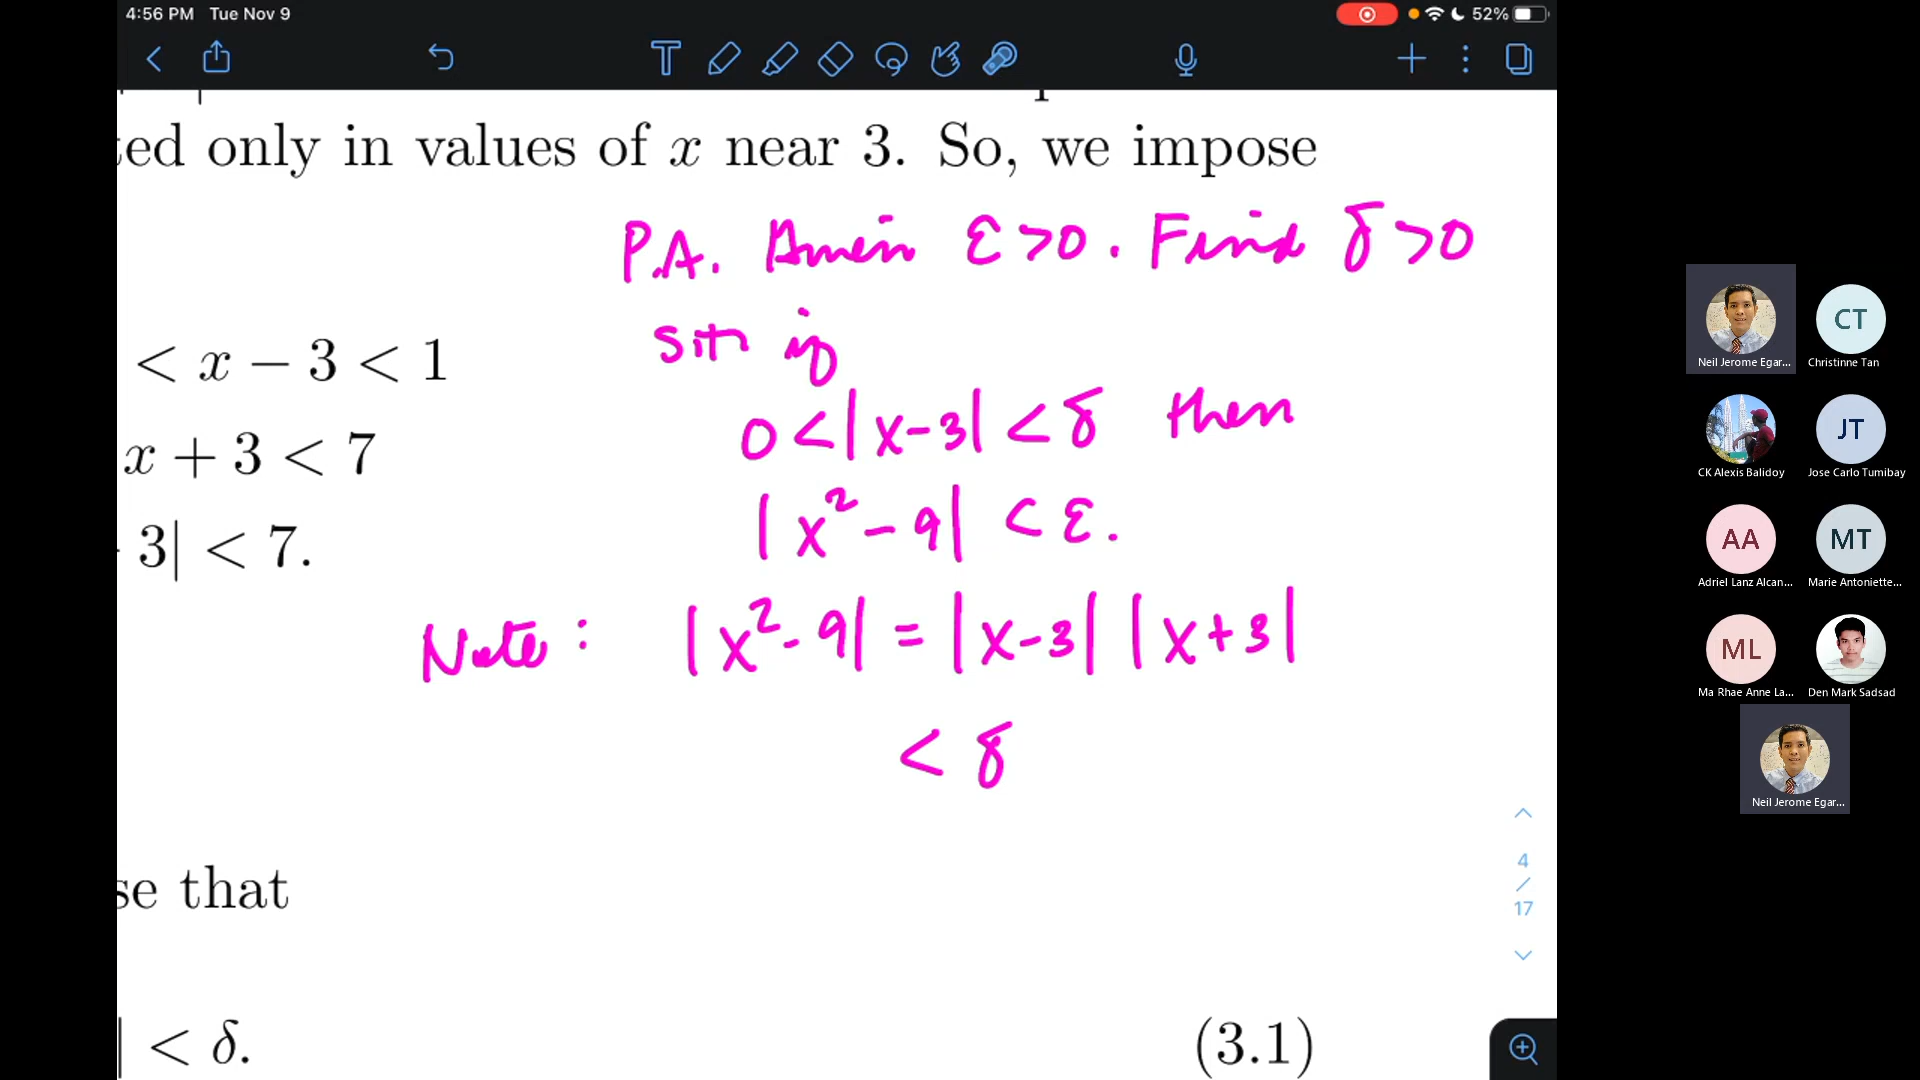 4:56 PM Tue Nov 9
52%
ted only in values of x near 3. So, we impose
P.A. Given ε>0. Find δ>0
s.th if
< x − 3 < 1
0<|x-3|<δ then
x + 3 < 7
|x²-9| <ε.
3| < 7.
Note: |x²-9| = |x-3| |x+3|
< δ
se that
| < δ. (3.1)
4
/
17
Neil Jerome Egar...
CT
Christinne Tan
CK Alexis Balidoy
JT
Jose Carlo Tumibay
AA
Adriel Lanz Alcan...
MT
Marie Antoniette...
ML
Ma Rhae Anne La...
Den Mark Sadsad
Neil Jerome Egar...